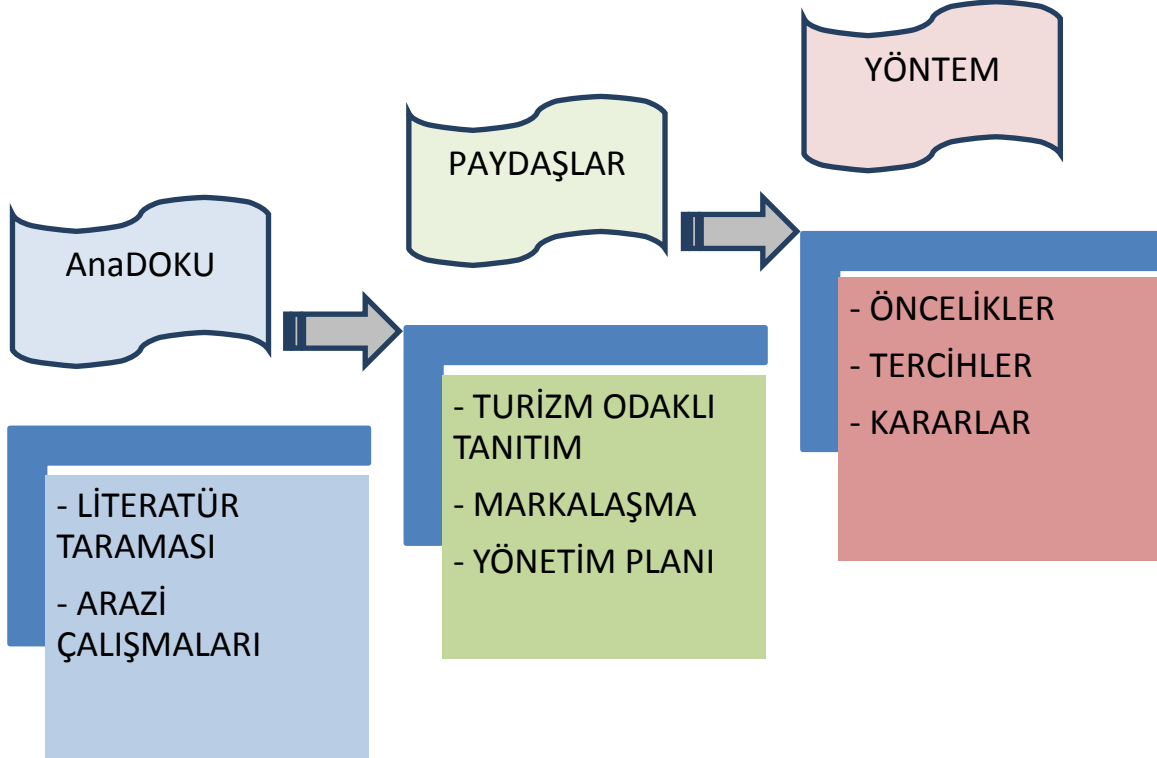 AnaDOKU
- LİTERATÜR
TARAMASI
- ARAZİ
ÇALIŞMALARI
PAYDAŞLAR
- TURİZM ODAKLI
TANITIM
- MARKALAŞMA
- YÖNETİM PLANI
YÖNTEM
- ÖNCELİKLER
- TERCİHLER
- KARARLAR